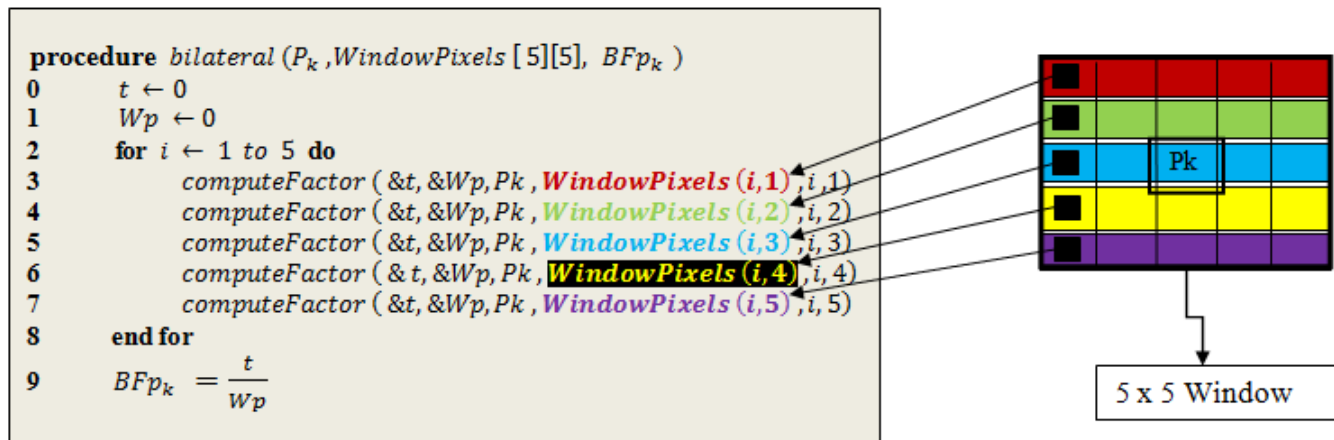 procedure bilateral (Pₖ ,WindowPixels [ 5][5], BFpₖ )
0 t ← 0
1 Wp ← 0
2 for i ← 1 to 5 do
3 computeFactor ( &t, &Wp,Pk ,WindowPixels (i,1) ,i ,1)
4 computeFactor ( &t, &Wp,Pk ,WindowPixels (i,2) ,i, 2)
5 computeFactor ( &t, &Wp,Pk ,WindowPixels (i,3) ,i, 3)
6 computeFactor ( & t, &Wp, Pk ,WindowPixels (i,4) ,i, 4)
7 computeFactor ( &t, &Wp,Pk ,WindowPixels (i,5) ,i, 5)
8 end for
9 BFpₖ = t/Wp
Pk
5 x 5 Window